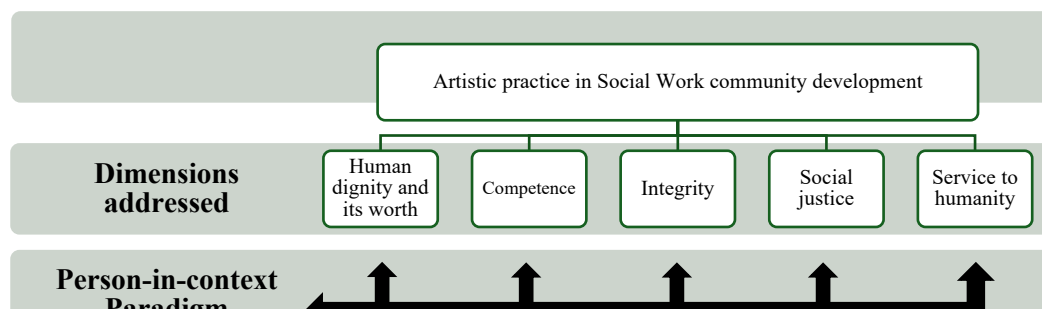 Artistic practice in Social Work community development
Dimensions
addressed
Human
dignity and
its worth
Competence
Integrity
Social
justice
Service to
humanity
Person-in-context
Paradigm